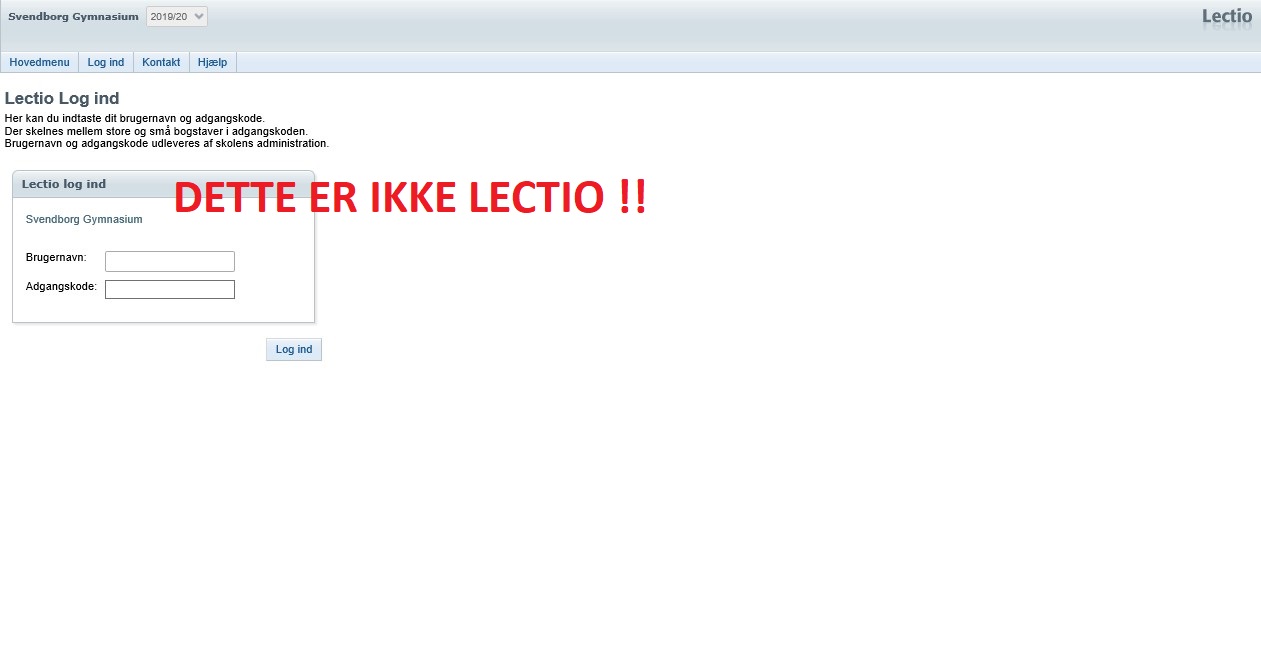 Svendborg Gymnasium 2019/20 Lectio
Hovedmenu Log ind Kontakt Hjælp
Lectio Log ind
Her kan du indtaste dit brugernavn og adgangskode.
Der skelnes mellem store og små bogstaver i adgangskoden.
Brugernavn og adgangskode udleveres af skolens administration.
Lectio log ind
DETTE ER IKKE LECTIO !!
Svendborg Gymnasium
Brugernavn:
Adgangskode:
Log ind